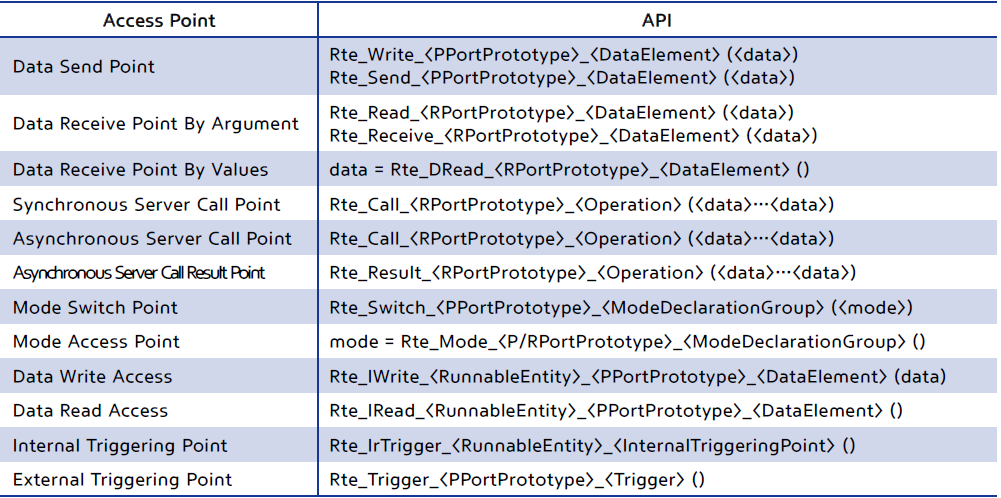 Access Point API
Data Send Point Rte_Write_〈PPortPrototype〉_〈DataElement〉 (〈data〉)
Rte_Send_〈PPortPrototype〉_〈DataElement〉 (〈data〉)
Data Receive Point By Argument Rte_Read_〈RPortPrototype〉_〈DataElement〉 (〈data〉)
Rte_Receive_〈RPortPrototype〉_〈DataElement〉 (〈data〉)
Data Receive Point By Values data = Rte_DRead_〈RPortPrototype〉_〈DataElement〉 ()
Synchronous Server Call Point Rte_Call_〈RPortPrototype〉_〈Operation〉 (〈data〉⋯〈data〉)
Asynchronous Server Call Point Rte_Call_〈RPortPrototype〉_〈Operation〉 (〈data〉⋯〈data〉)
Asynchronous Server Call Result Point Rte_Result_〈RPortPrototype〉_〈Operation〉 (〈data〉⋯〈data〉)
Mode Switch Point Rte_Switch_〈PPortPrototype〉_〈ModeDeclarationGroup〉 (〈mode〉)
Mode Access Point mode = Rte_Mode_〈P/RPortPrototype〉_〈ModeDeclarationGroup〉 ()
Data Write Access Rte_IWrite_〈RunnableEntity〉_〈PPortPrototype〉_〈DataElement〉 (data)
Data Read Access Rte_IRead_〈RunnableEntity〉_〈PPortPrototype〉_〈DataElement〉 ()
Internal Triggering Point Rte_IrTrigger_〈RunnableEntity〉_〈InternalTriggeringPoint〉 ()
External Triggering Point Rte_Trigger_〈PPortPrototype〉_〈Trigger〉 ()